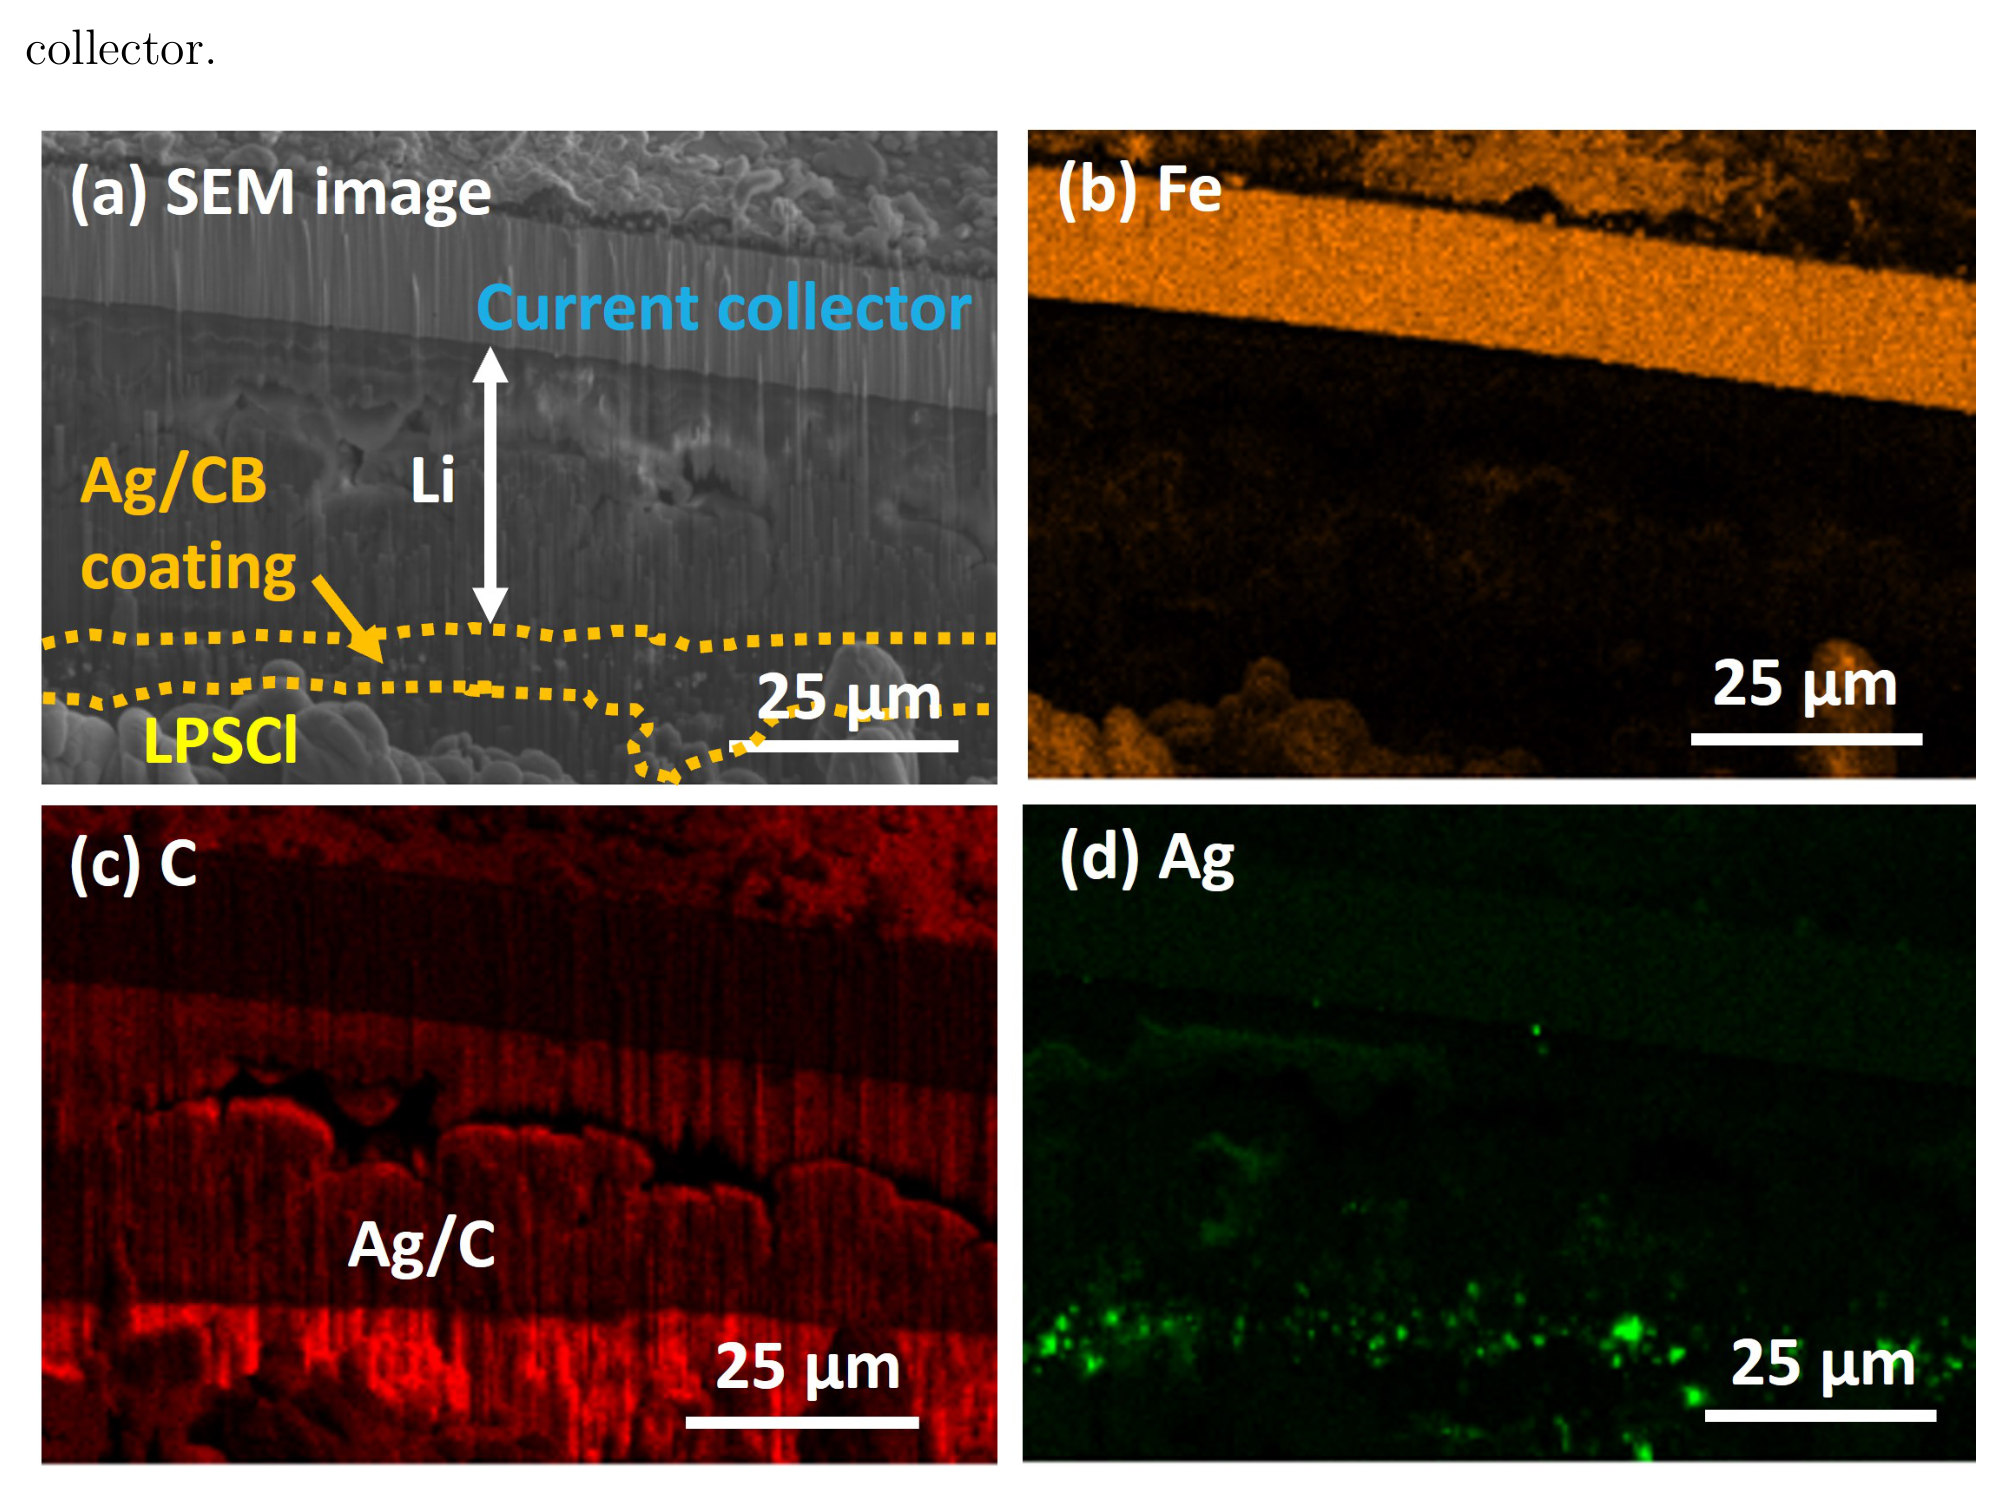 collector.
(a) SEM image
Current collector
Ag/CB
coating
Li
LPSCl
25 µm
(b) Fe
25 µm
(c) C
Ag/C
25 µm
(d) Ag
25 µm